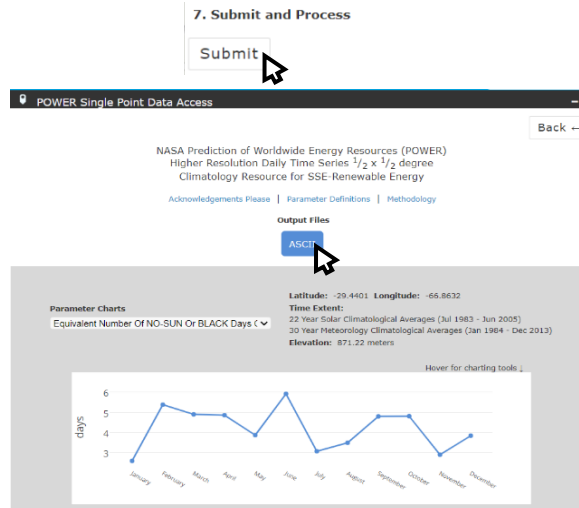 7. Submit and Process
Submit
POWER Single Point Data Access
Back ←
NASA Prediction of Worldwide Energy Resources (POWER)
Higher Resolution Daily Time Series 1/2 x 1/2 degree
Climatology Resource for SSE-Renewable Energy
Acknowledgements Please | Parameter Definitions | Methodology
Output Files
ASCII
Latitude: -29.4401 Longitude: -66.8632
Parameter Charts
Time Extent:
Equivalent Number Of NO-SUN Or BLACK Days (
22 Year Solar Climatological Averages (Jul 1983 - Jun 2005)
30 Year Meteorology Climatological Averages (Jan 1984 - Dec 2013)
Elevation: 871.22 meters
Hover for charting tools ↓
6
5
4
3
days
January February March April May June July August September October November December